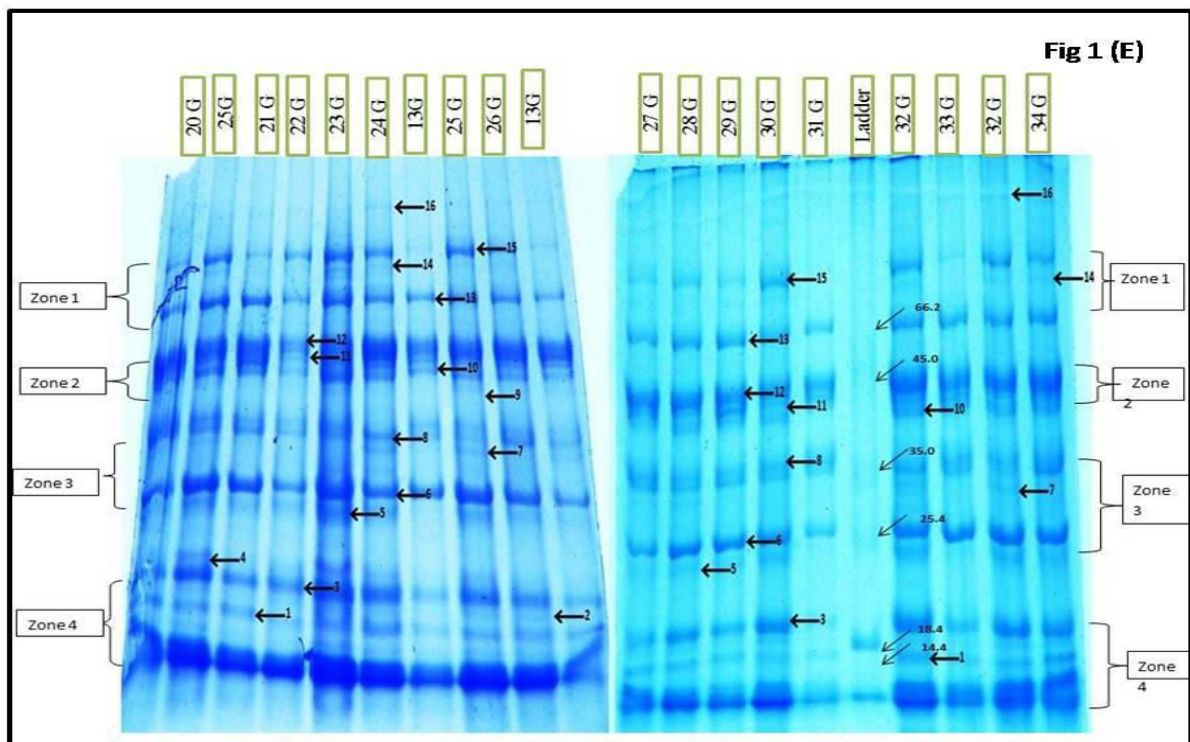 Fig 1 (E)
20 G
25G
21 G
22 G
23 G
24 G
13G
25 G
26 G
13G
27 G
28 G
29 G
30 G
31 G
Ladder
32 G
33 G
32 G
34 G
16
15
14
13
12
11
10
9
8
7
6
5
4
3
2
1
Zone 1
Zone 2
Zone 3
Zone 4
16
15
14
66.2
13
45.0
12
11
10
35.0
8
7
25.4
6
5
3
18.4
14.4
1
Zone 1
Zone
2
Zone
3
Zone
4